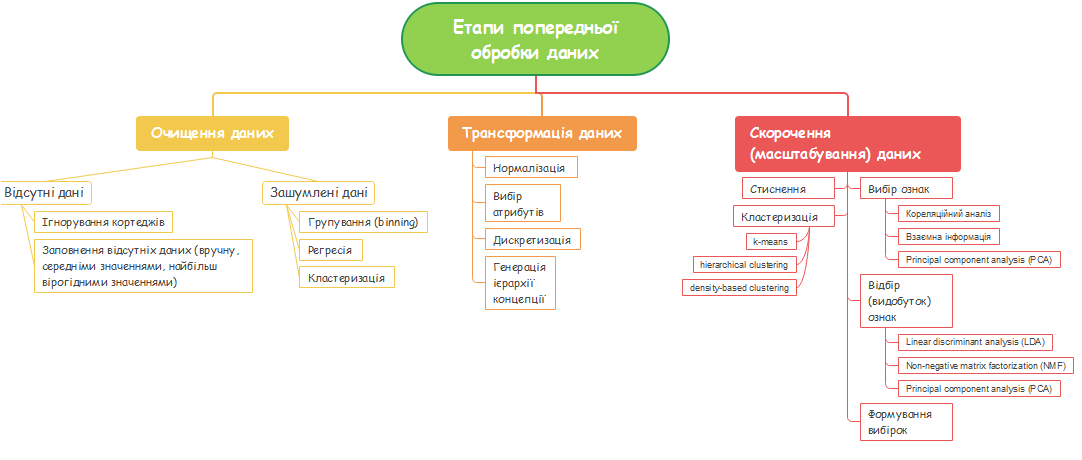 Етапи попередньої
обробки даних
Очищення даних
Відсутні дані
Ігнорування кортеджів
Заповнення відсутніх даних (вручну,
середніми значеннями, найбільш
вірогідними значеннями)
Зашумлені дані
Групування (binning)
Регресія
Кластеризація
Трансформація даних
Нормалізація
Вибір
атрибутів
Дискретизація
Генерація
ієрархії
концепції
Скорочення
(масштабування) даних
Стиснення
Кластеризація
k-means
hierarchical clustering
density-based clustering
Вибір ознак
Кореляційний аналіз
Взаємна інформація
Principal component analysis (PCA)
Відбір
(видобуток)
ознак
Linear discriminant analysis (LDA)
Non-negative matrix factorization (NMF)
Principal component analysis (PCA)
Формування
вибірок